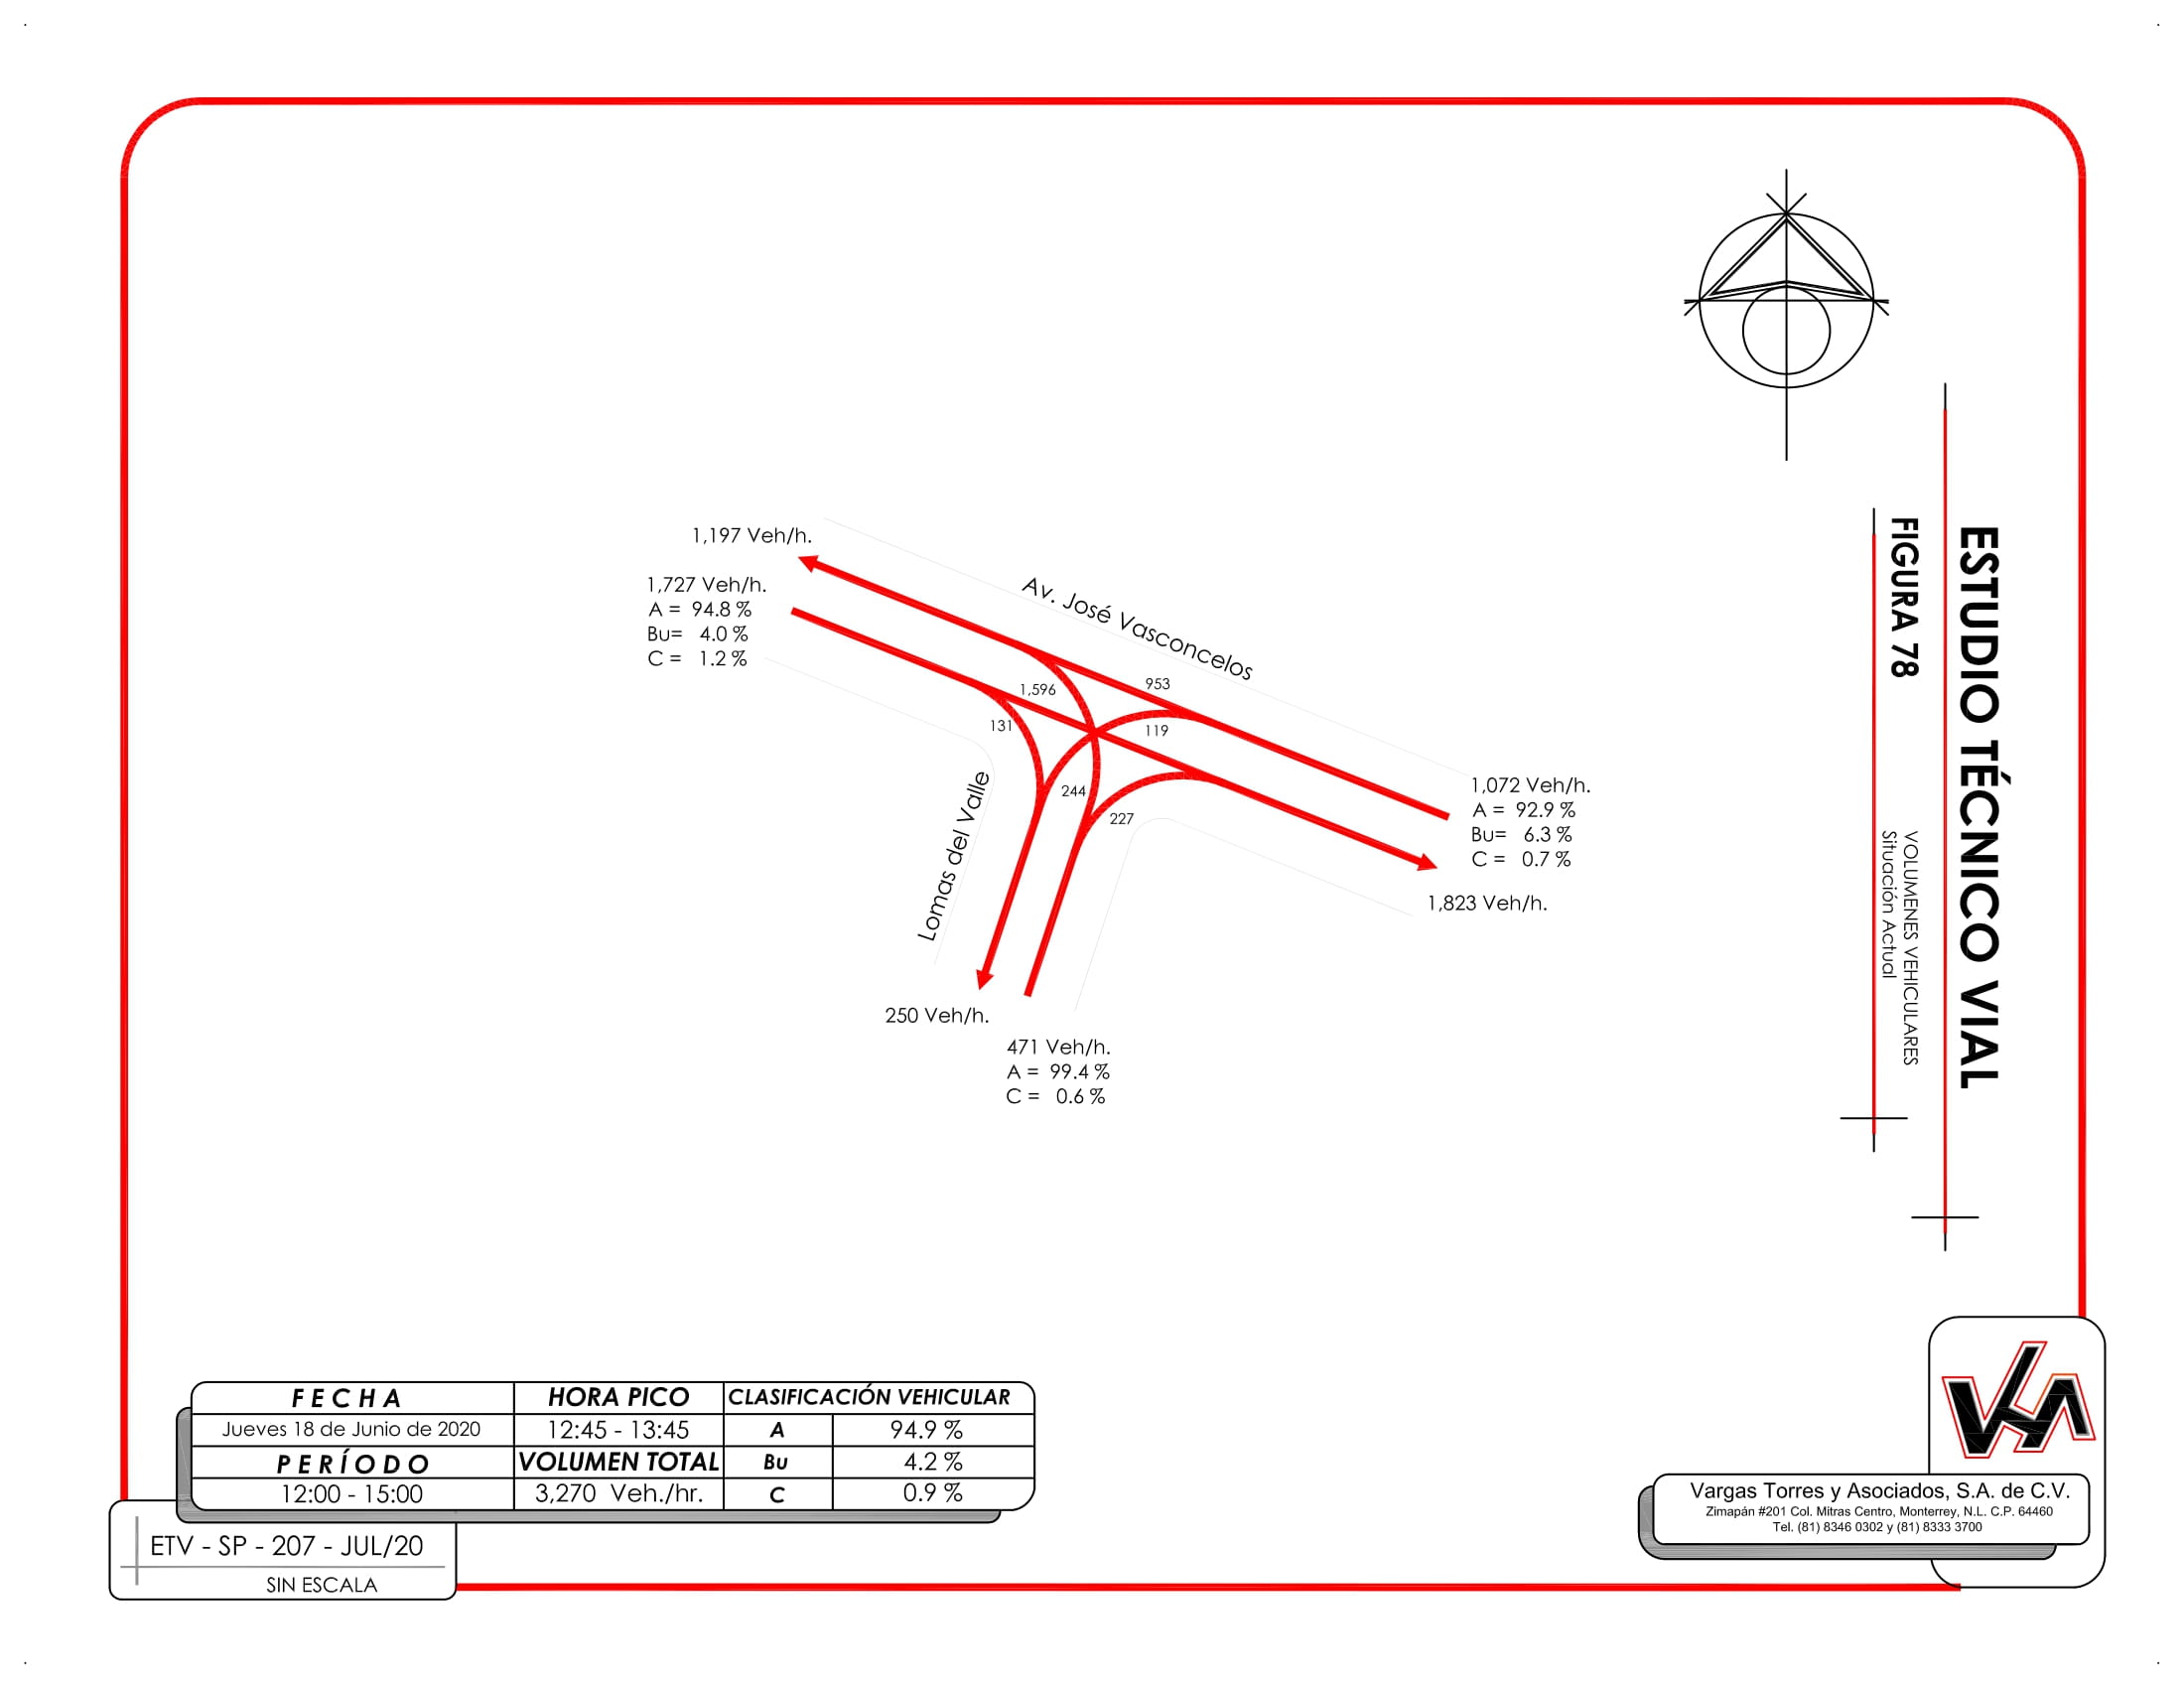 1,197 Veh/h.
1,727 Veh/h.
A = 94.8 %
Bu= 4.0 %
C = 1.2 %
Av. José Vasconcelos
1,596
953
131
119
244
227
Lomas del Valle
1,072 Veh/h.
A = 92.9 %
Bu= 6.3 %
C = 0.7 %
1,823 Veh/h.
250 Veh/h.
471 Veh/h.
A = 99.4 %
C = 0.6 %
ESTUDIO TÉCNICO VIAL
FIGURA 78
VOLUMENES VEHICULARES
Situación Actual
FECHA HORA PICO CLASIFICACIÓN VEHICULAR
Jueves 18 de Junio de 2020 12:45 - 13:45 A 94.9 %
PERÍODO VOLUMEN TOTAL Bu 4.2 %
12:00 - 15:00 3,270 Veh./hr. C 0.9 %
ETV - SP - 207 - JUL/20
SIN ESCALA
Vargas Torres y Asociados, S.A. de C.V.
Zimapán #201 Col. Mitras Centro, Monterrey, N.L. C.P. 64460
Tel. (81) 8346 0302 y (81) 8333 3700